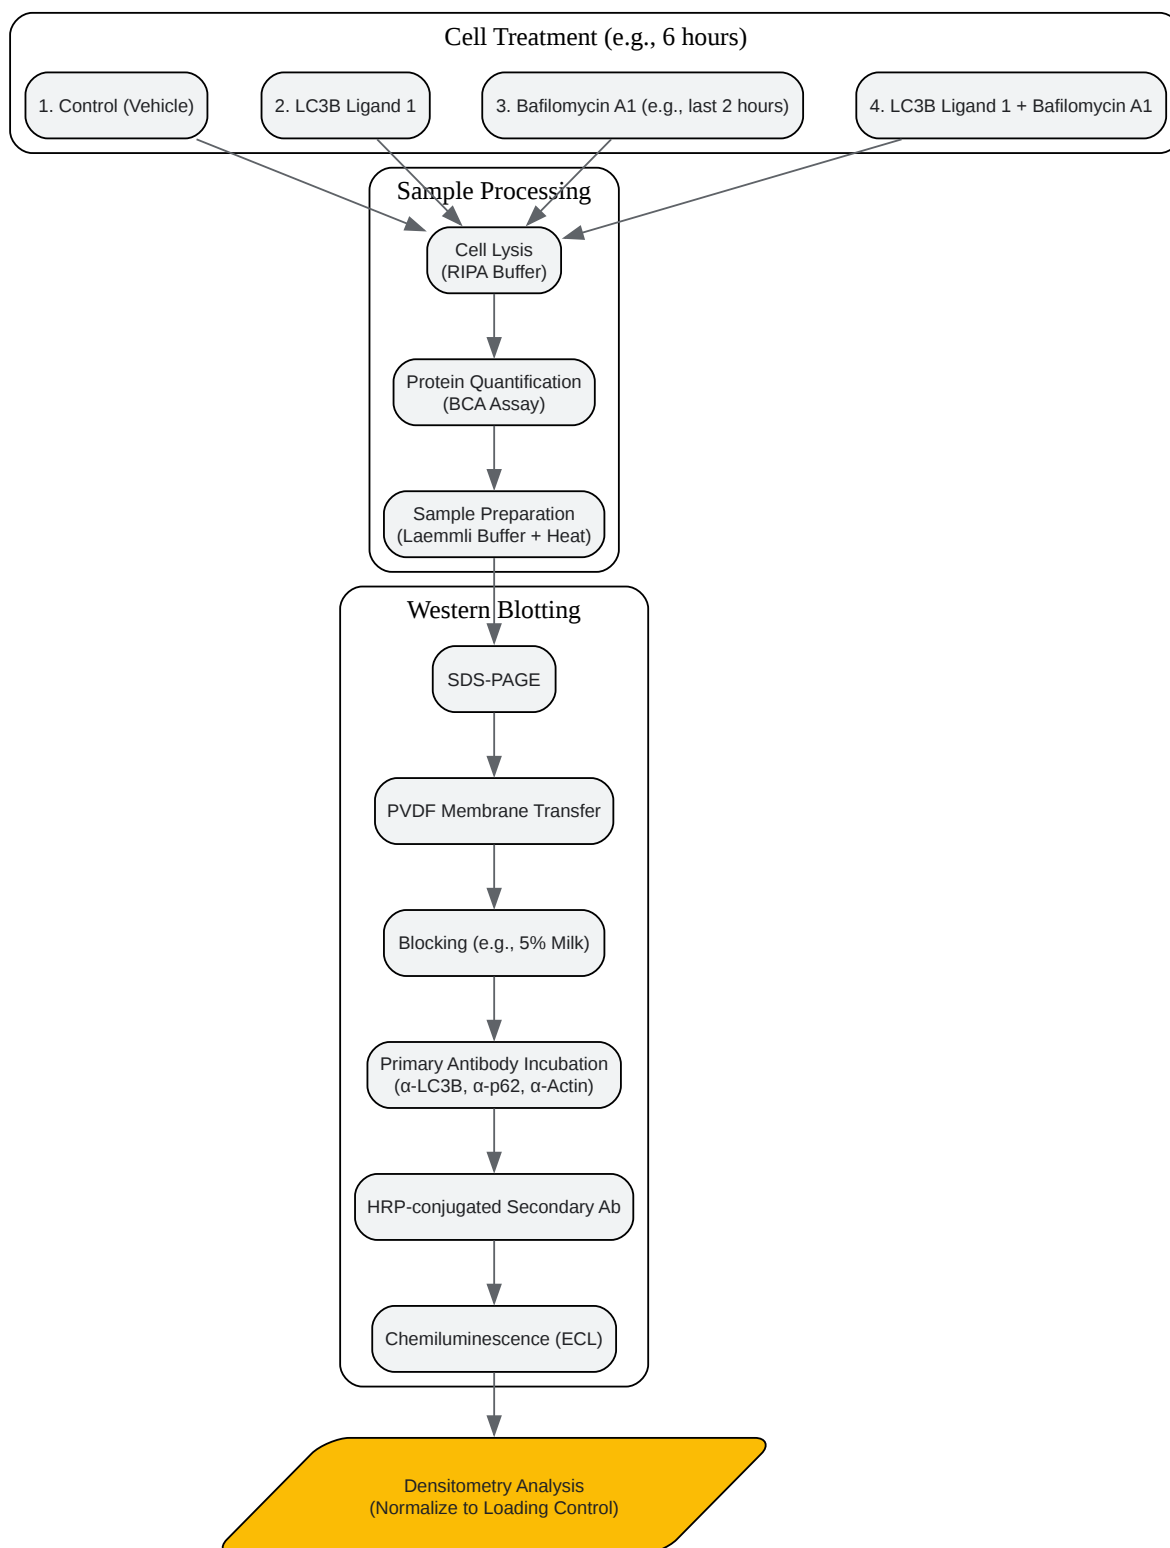 Cell Treatment (e.g., 6 hours)
1. Control (Vehicle)
2. LC3B Ligand 1
3. Bafilomycin A1 (e.g., last 2 hours)
4. LC3B Ligand 1 + Bafilomycin A1
Sample Processing
Cell Lysis
(RIPA Buffer)
Protein Quantification
(BCA Assay)
Sample Preparation
(Laemmli Buffer + Heat)
Western Blotting
SDS-PAGE
PVDF Membrane Transfer
Blocking (e.g., 5% Milk)
Primary Antibody Incubation
(α-LC3B, α-p62, α-Actin)
HRP-conjugated Secondary Ab
Chemiluminescence (ECL)
Densitometry Analysis
(Normalize to Loading Control)